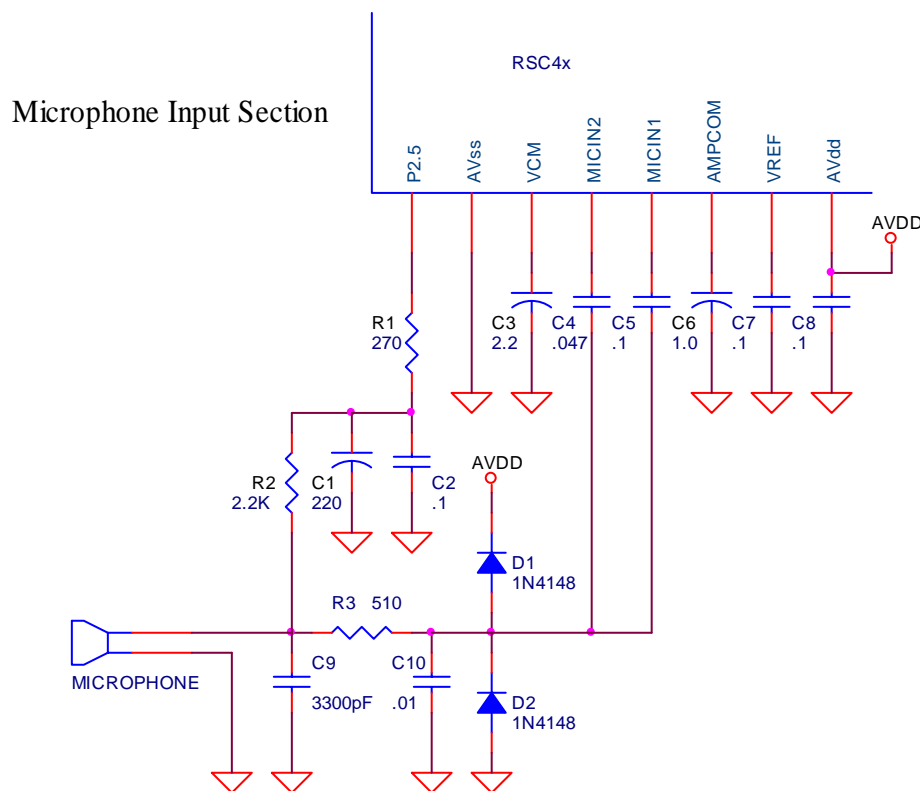 RSC4x
Microphone Input Section
P2.5
AVss
VCM
MICIN2
MICIN1
AMPCOM
VREF
AVdd
AVDD
R1
270
C3
2.2
C4
.047
C5
.1
C6
1.0
C7
.1
C8
.1
R2
2.2K
C1
220
C2
.1
AVDD
D1
1N4148
R3 510
MICROPHONE
C9
3300pF
C10
.01
D2
1N4148